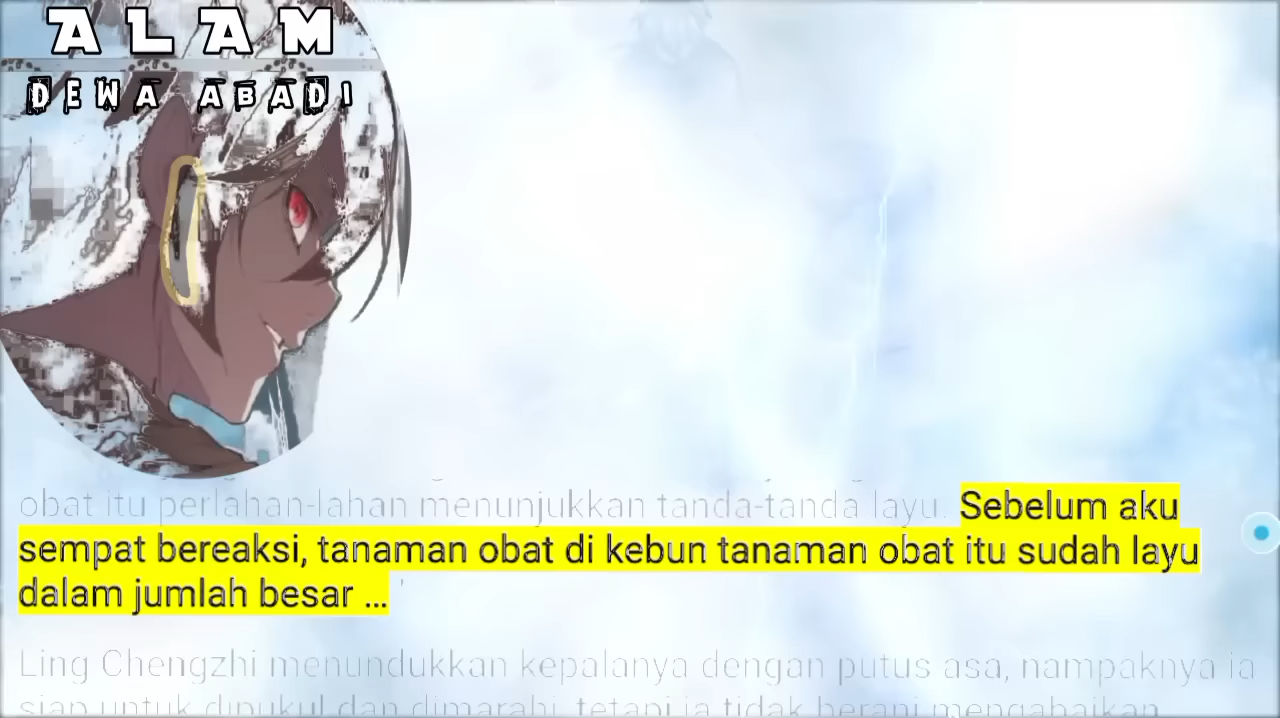 ALAM
DEWA ABADI
obat itu perlahan-lahan menunjukkan tanda-tanda layu. Sebelum aku
sempat bereaksi, tanaman obat di kebun tanaman obat itu sudah layu
dalam jumlah besar ... '
Ling Chengzhi menundukkan kepalanya dengan putus asa, nampaknya ia
siap untuk dipukul dan dimarahi, tetapi ia tidak berani mengabaikan